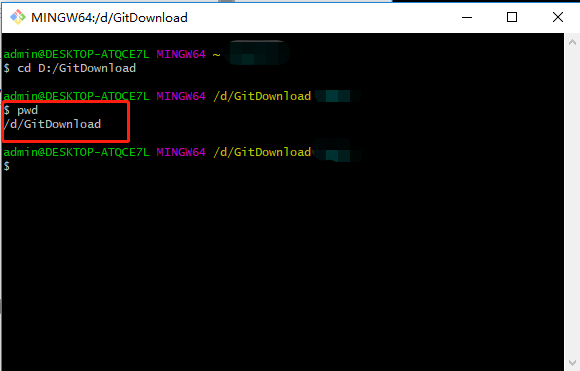 MINGW64:/d/GitDownload
admin@DESKTOP-ATQCE7L MINGW64 ~
$ cd D:/GitDownload
admin@DESKTOP-ATQCE7L MINGW64 /d/GitDownload
$ pwd
/d/GitDownload
admin@DESKTOP-ATQCE7L MINGW64 /d/GitDownload
$